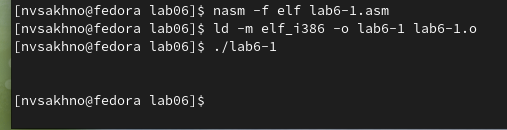 [nvsakhno@fedora lab06]$ nasm -f elf lab6-1.asm
[nvsakhno@fedora lab06]$ ld -m elf_i386 -o lab6-1 lab6-1.o
[nvsakhno@fedora lab06]$ ./lab6-1
[nvsakhno@fedora lab06]$